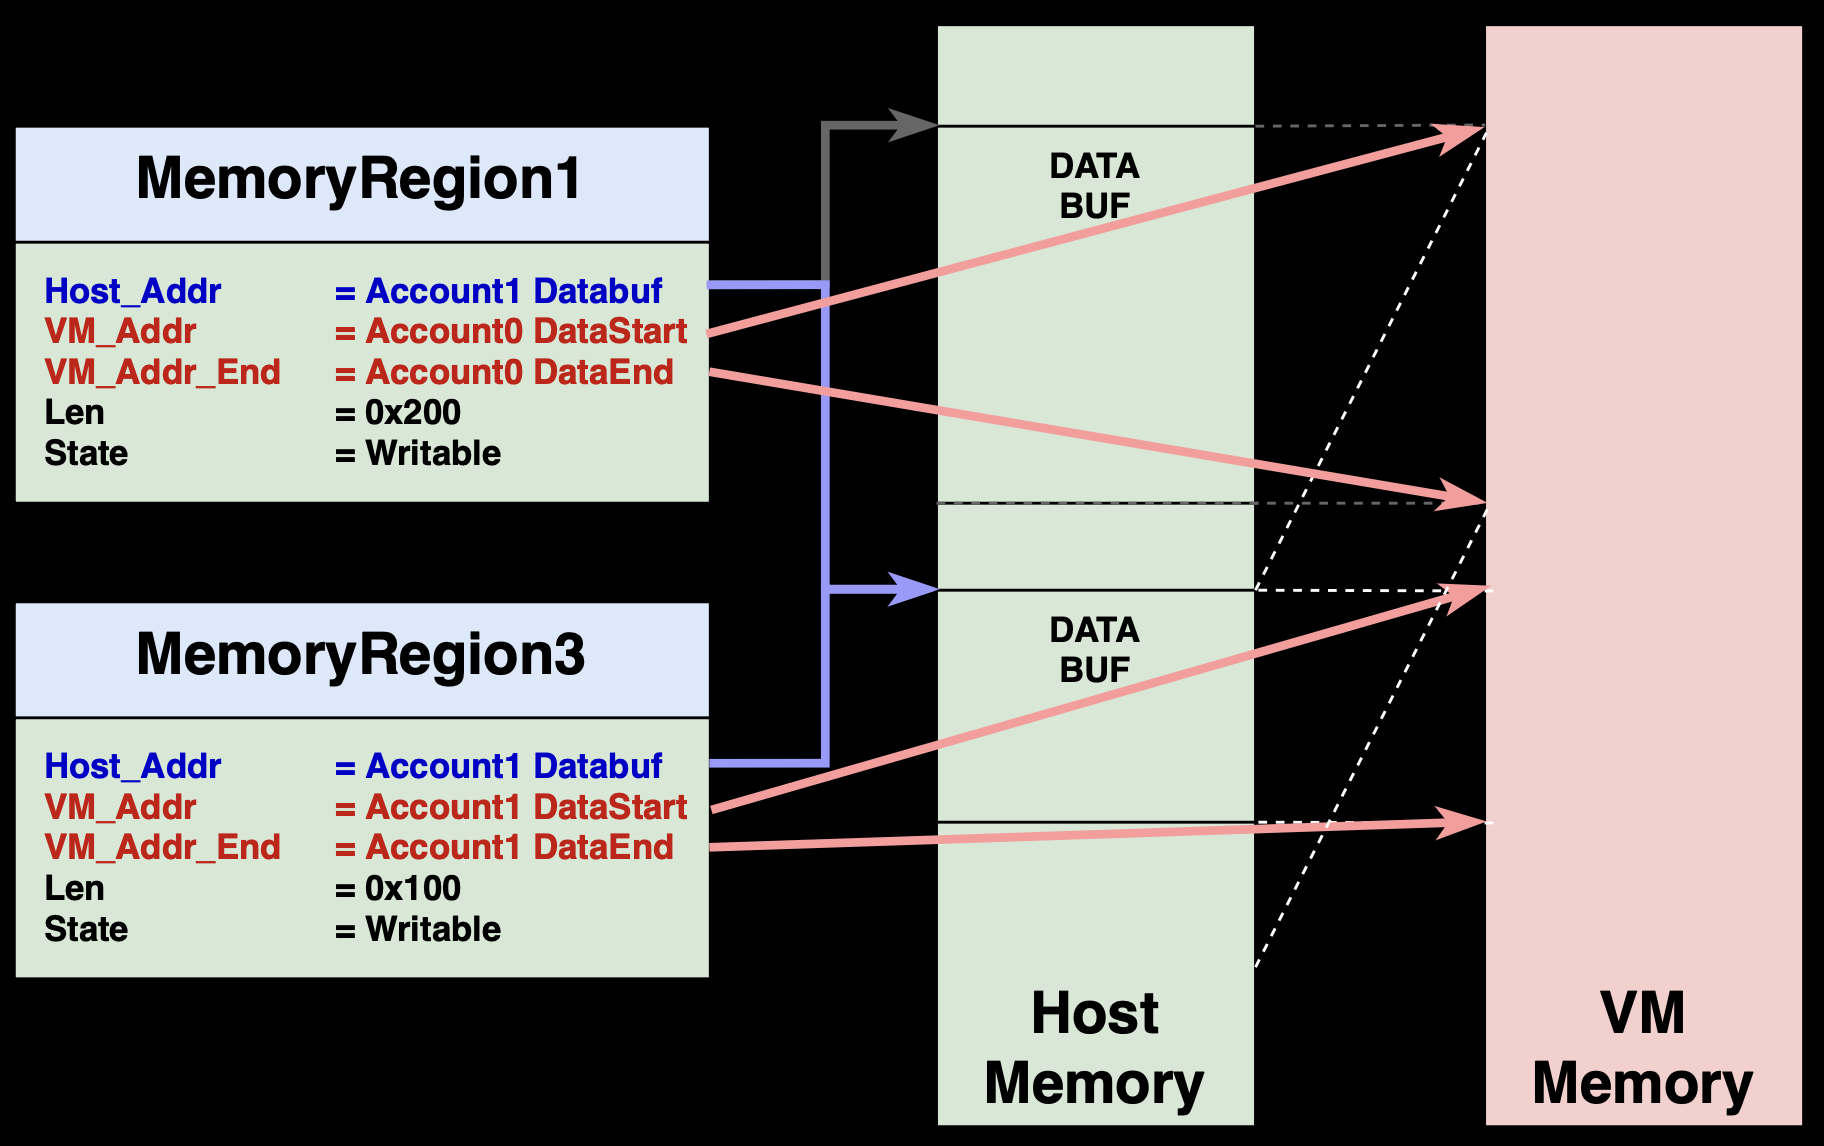 MemoryRegion1
Host_Addr = Account1 Databuf
VM_Addr = Account0 DataStart
VM_Addr_End = Account0 DataEnd
Len = 0x200
State = Writable
MemoryRegion3
Host_Addr = Account1 Databuf
VM_Addr = Account1 DataStart
VM_Addr_End = Account1 DataEnd
Len = 0x100
State = Writable
DATA
BUF
DATA
BUF
Host
Memory
VM
Memory